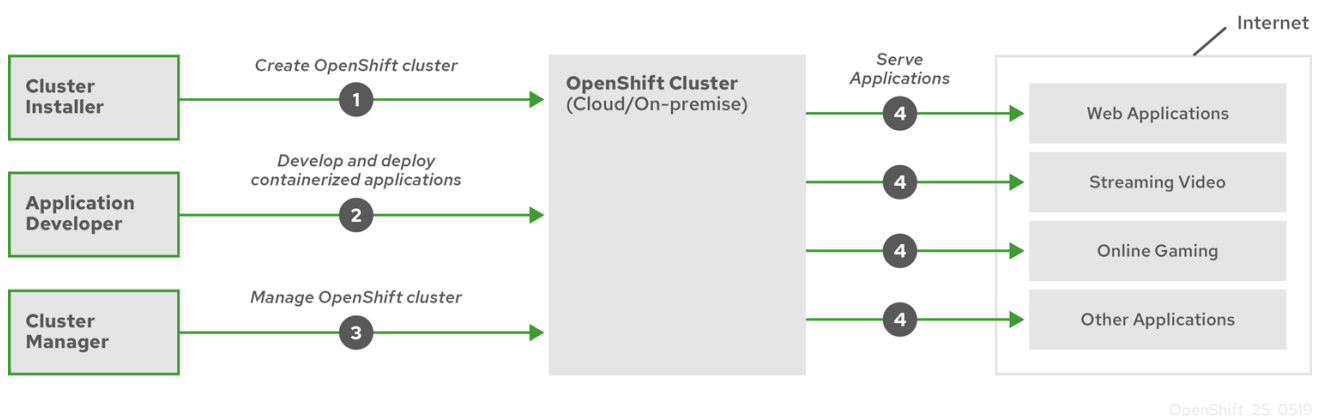 Internet
Cluster
Installer
Create OpenShift cluster
1
Application
Developer
Develop and deploy
containerized applications
2
Cluster
Manager
Manage OpenShift cluster
3
OpenShift Cluster
(Cloud/On-premise)
Serve
Applications
4
Web Applications
4
Streaming Video
4
Online Gaming
4
Other Applications
OpenShift_25_0519